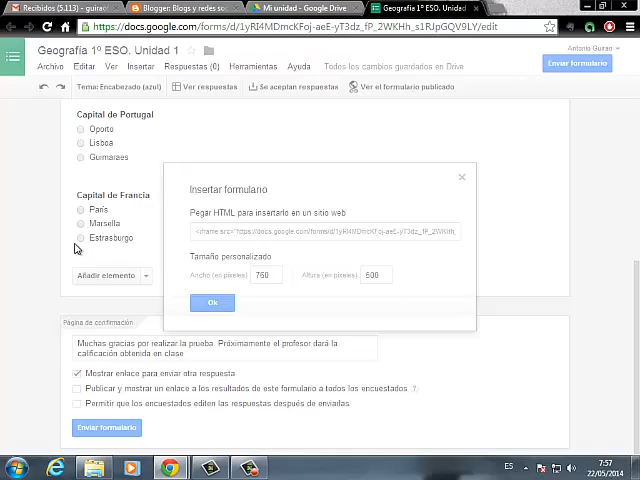 Recibidos (5.113) - guirao
Blogger: Blogs y redes so
Mi unidad - Google Drive
Geografía 1º ESO. Unidad
https://docs.google.com/forms/d/1yRI4MDmcKFoj-aeE-yT3dz_fP_2WKHh_s1RJpGQV9LY/edit
Geografía 1º ESO. Unidad 1
Antonio Guirao
Archivo Editar Ver Insertar Respuestas (0) Herramientas Ayuda Todos los cambios guardados en Drive
Enviar formulario
Tema: Encabezado (azul) Ver respuestas Se aceptan respuestas Ver el formulario publicado
Capital de Portugal
Oporto
Lisboa
Guimaraes
Capital de Francia
París
Marsella
Estrasburgo
Añadir elemento
Insertar formulario
Pegar HTML para insertarlo en un sitio web
<iframe src="https://docs.google.com/forms/d/1yRI4MDmcKFoj-aeE-yT3dz_fP_2WKHh_
Tamaño personalizado
Ancho (en píxeles) 760 Altura (en píxeles) 500
Ok
Página de confirmación
Muchas gracias por realizar la prueba. Próximamente el profesor dará la
calificación obtenida en clase
Mostrar enlace para enviar otra respuesta
Publicar y mostrar un enlace a los resultados de este formulario a todos los encuestados ?
Permitir que los encuestados editen las respuestas después de enviarlas
Enviar formulario
ES
7:57
22/05/2014